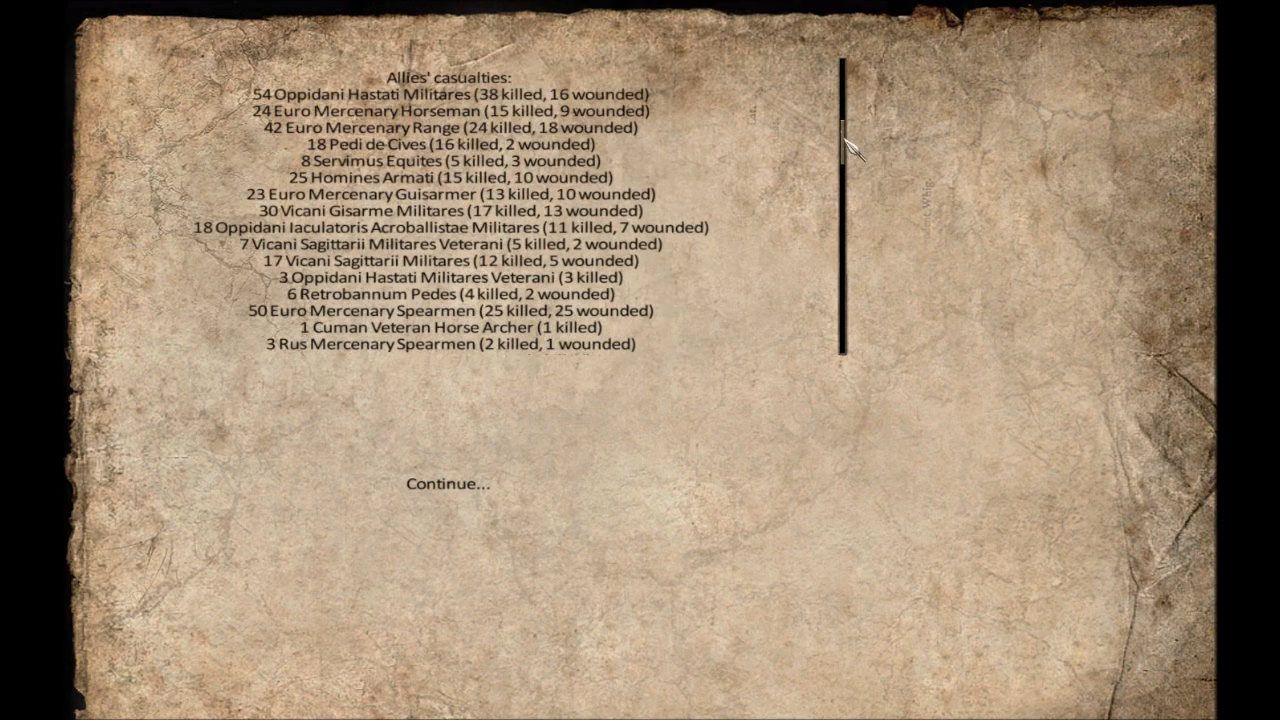 Allies' casualties:
54 Oppidani Hastati Militares (38 killed, 16 wounded)
24 Euro Mercenary Horseman (15 killed, 9 wounded)
42 Euro Mercenary Range (24 killed, 18 wounded)
18 Pedi de Cives (16 killed, 2 wounded)
8 Servimus Equites (5 killed, 3 wounded)
25 Homines Armati (15 killed, 10 wounded)
23 Euro Mercenary Guisarmer (13 killed, 10 wounded)
30 Vicani Gisarme Militares (17 killed, 13 wounded)
18 Oppidani Iaculatoris Acroballistae Militares (11 killed, 7 wounded)
7 Vicani Sagittarii Militares Veterani (5 killed, 2 wounded)
17 Vicani Sagittarii Militares (12 killed, 5 wounded)
3 Oppidani Hastati Militares Veterani (3 killed)
6 Retrobannum Pedes (4 killed, 2 wounded)
50 Euro Mercenary Spearmen (25 killed, 25 wounded)
1 Cuman Veteran Horse Archer (1 killed)
3 Rus Mercenary Spearmen (2 killed, 1 wounded)
Continue...